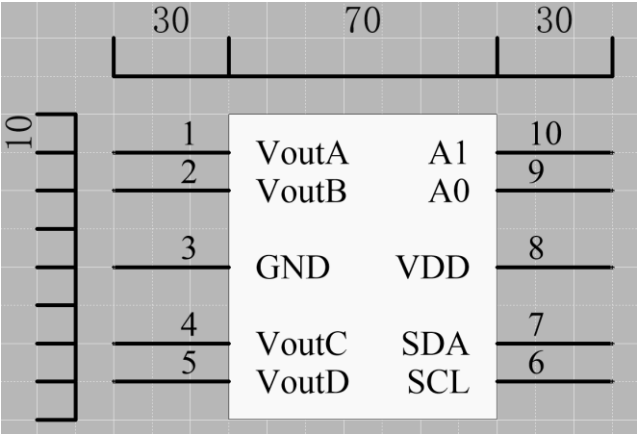 30 70 30
10
1 VoutA A1 10
2 VoutB A0 9
3 GND VDD 8
4 VoutC SDA 7
5 VoutD SCL 6